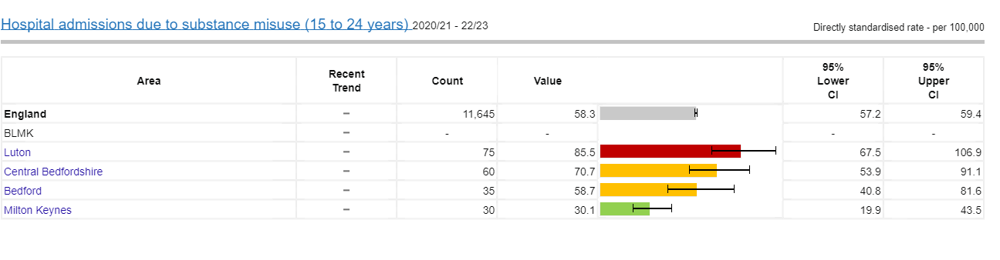 Hospital admissions due to substance misuse (15 to 24 years) 2020/21 - 22/23
Directly standardised rate - per 100,000
Area Recent Trend Count Value 95% Lower CI 95% Upper CI
England – 11,645 58.3 57.2 59.4
BLMK – - - - -
Luton – 75 85.5 67.5 106.9
Central Bedfordshire – 60 70.7 53.9 91.1
Bedford – 35 58.7 40.8 81.6
Milton Keynes – 30 30.1 19.9 43.5